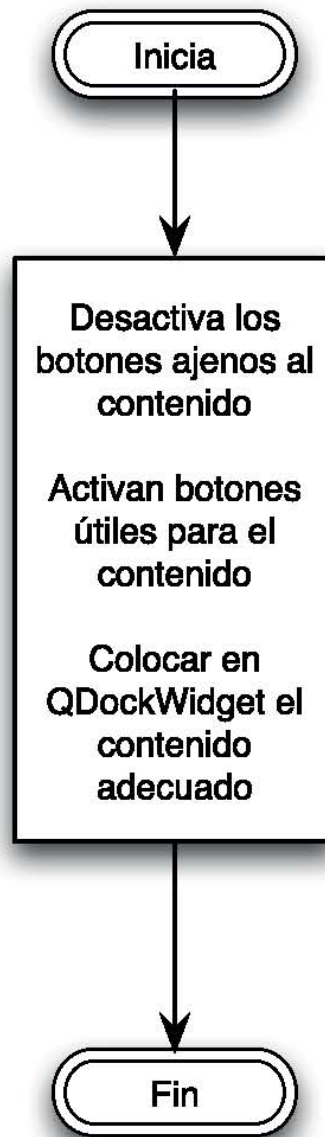 Inicia
Desactiva los
botones ajenos al
contenido
Activan botones
útiles para el
contenido
Colocar en
QDockWidget el
contenido
adecuado
Fin